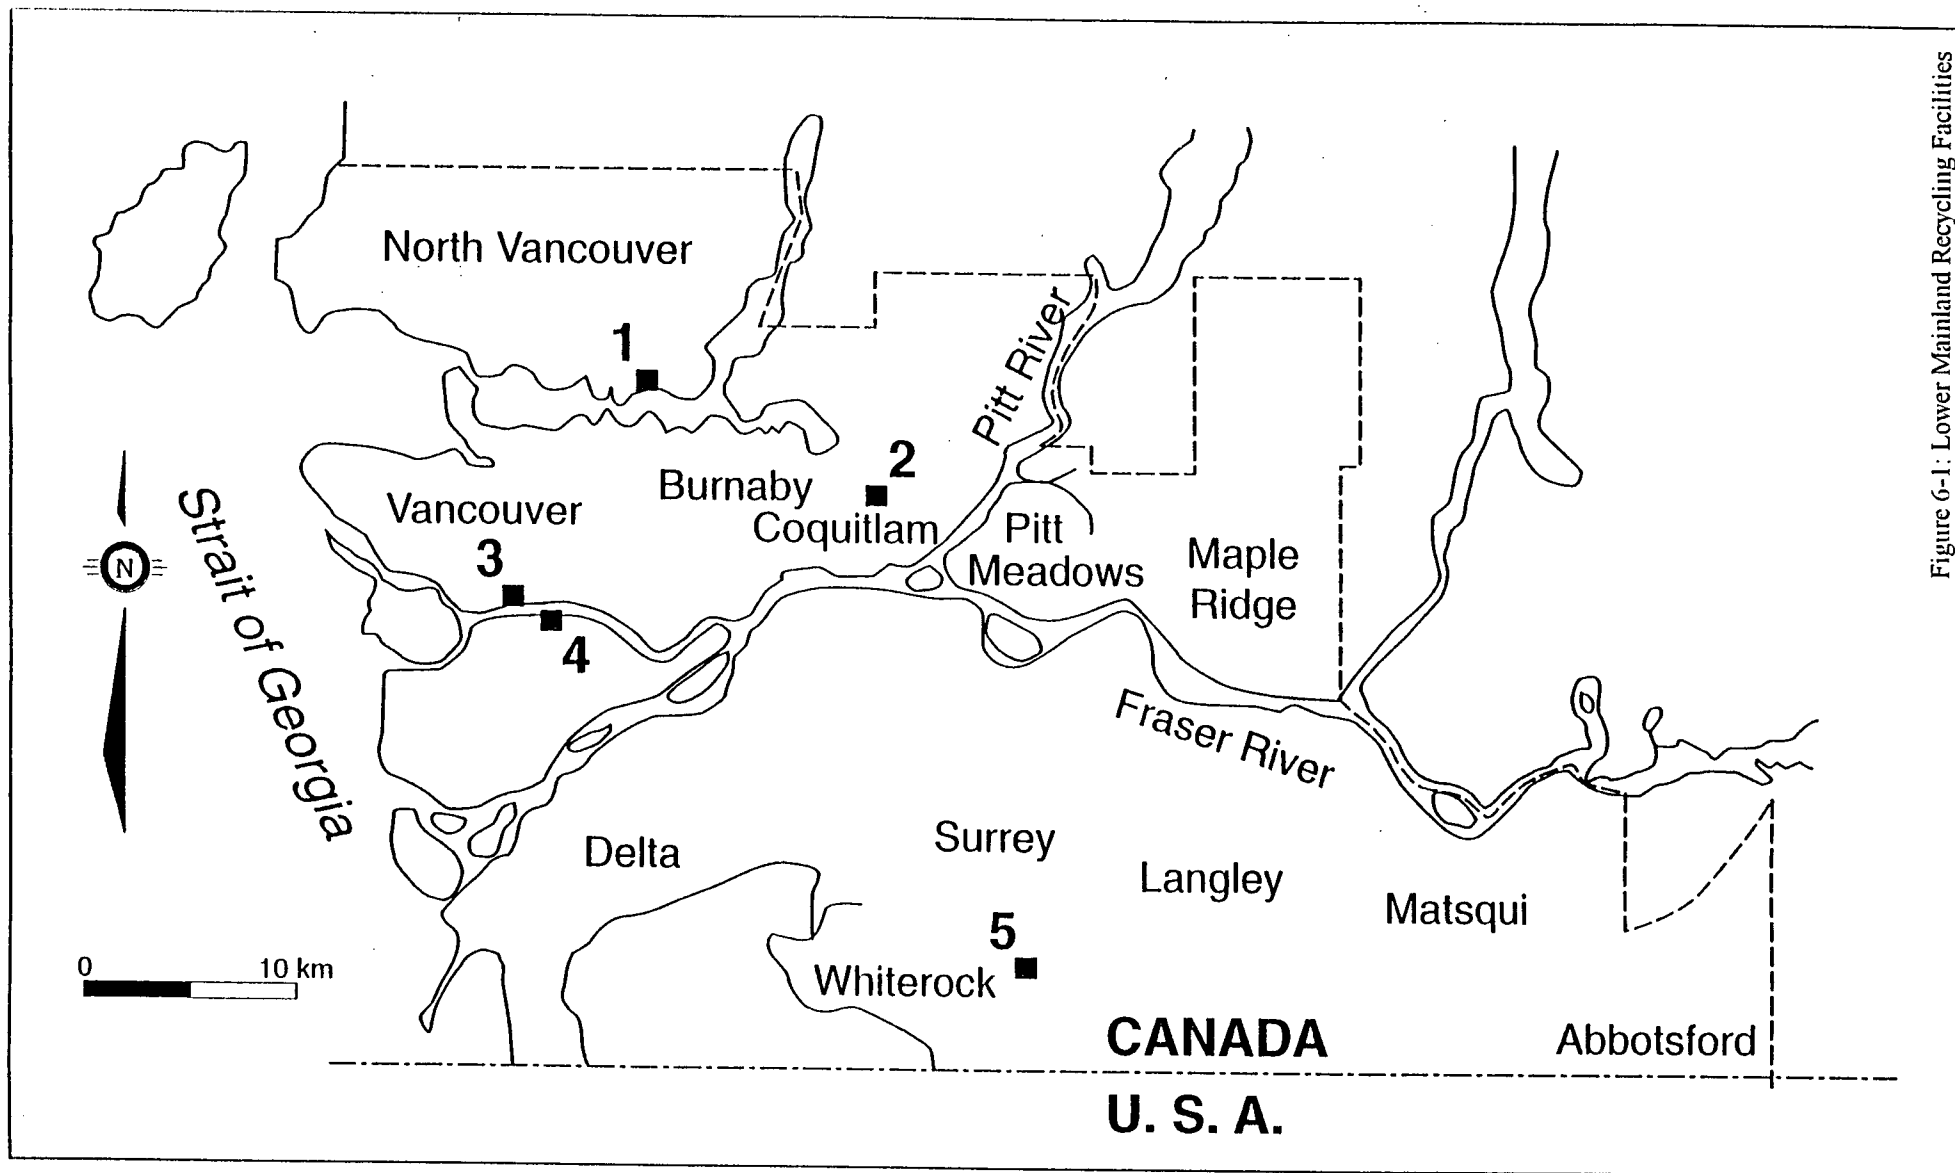 Figure 6-1: Lower Mainland Recycling Facilities
North Vancouver
1
Pitt River
2
Burnaby
Vancouver
Coquitlam
Pitt
Meadows
Maple
Ridge
3
4
N
Strait of Georgia
Fraser River
Delta
Surrey
Langley
Matsqui
5
Whiterock
0 10 km
CANADA
Abbotsford
U. S. A.